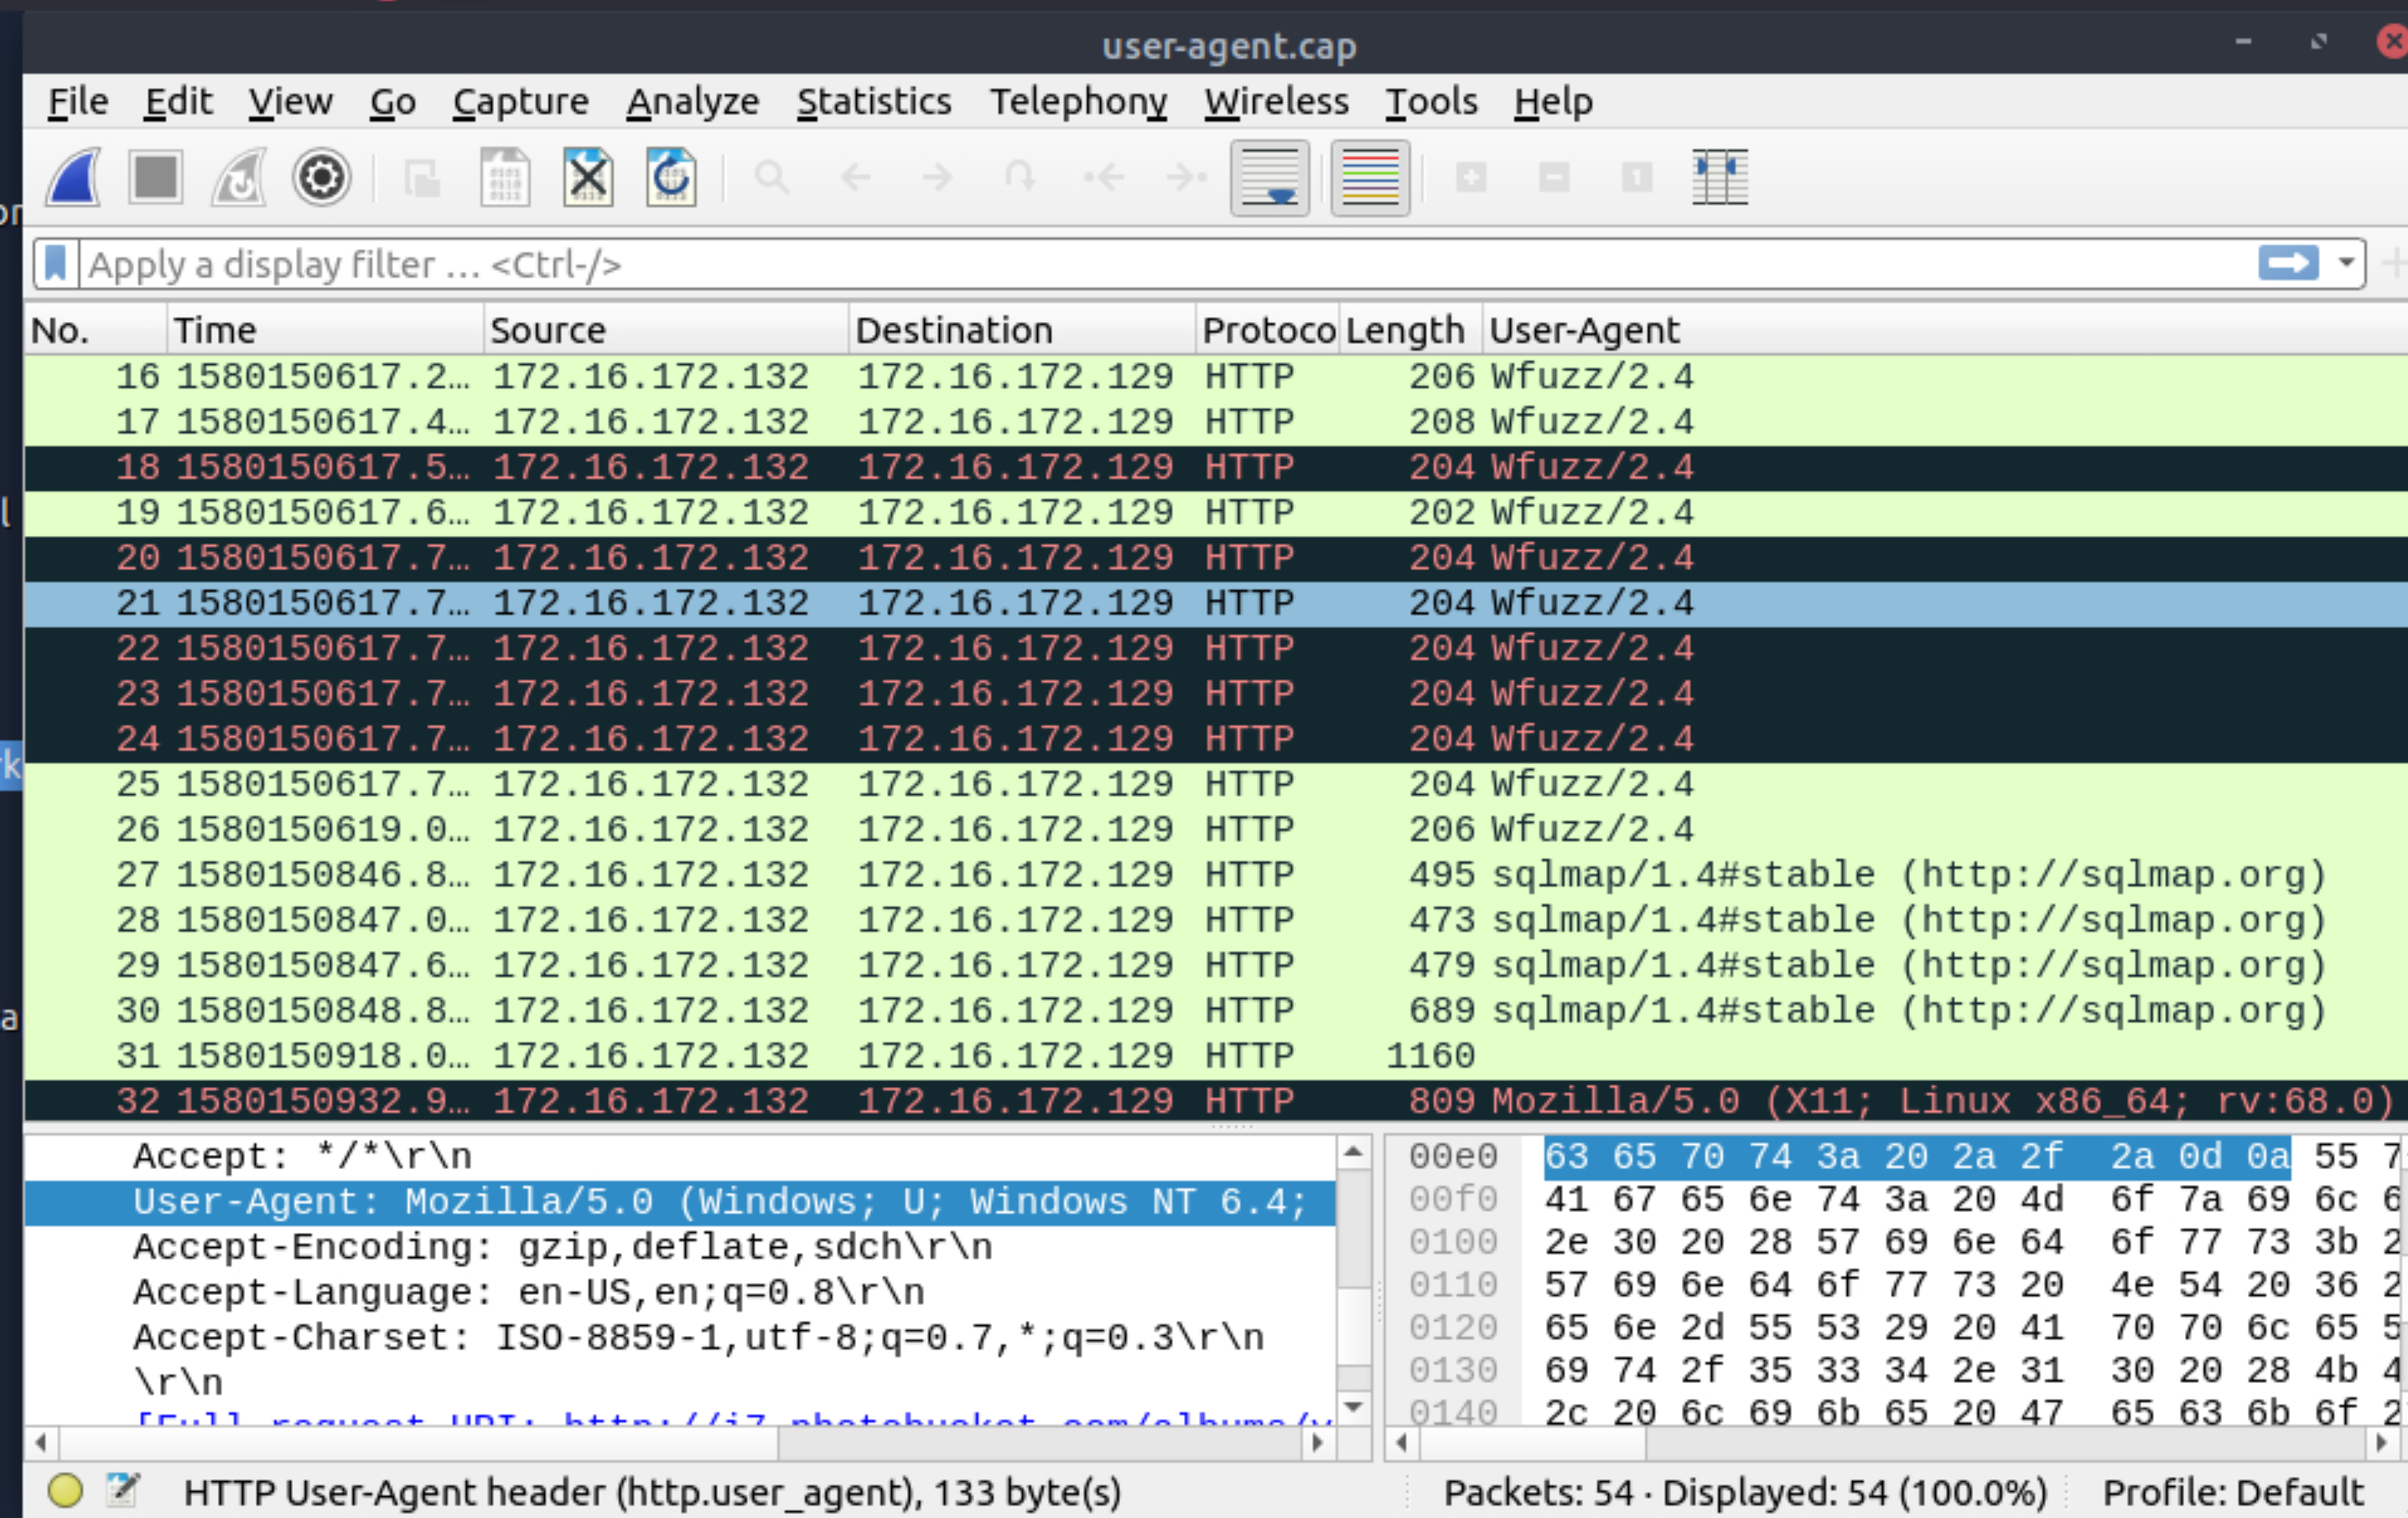 user-agent.cap
File Edit View Go Capture Analyze Statistics Telephony Wireless Tools Help
Apply a display filter … <Ctrl-/>
No. Time Source Destination Protoco Length User-Agent
16 1580150617.2… 172.16.172.132 172.16.172.129 HTTP 206 Wfuzz/2.4
17 1580150617.4… 172.16.172.132 172.16.172.129 HTTP 208 Wfuzz/2.4
18 1580150617.5… 172.16.172.132 172.16.172.129 HTTP 204 Wfuzz/2.4
19 1580150617.6… 172.16.172.132 172.16.172.129 HTTP 202 Wfuzz/2.4
20 1580150617.7… 172.16.172.132 172.16.172.129 HTTP 204 Wfuzz/2.4
21 1580150617.7… 172.16.172.132 172.16.172.129 HTTP 204 Wfuzz/2.4
22 1580150617.7… 172.16.172.132 172.16.172.129 HTTP 204 Wfuzz/2.4
23 1580150617.7… 172.16.172.132 172.16.172.129 HTTP 204 Wfuzz/2.4
24 1580150617.7… 172.16.172.132 172.16.172.129 HTTP 204 Wfuzz/2.4
25 1580150617.7… 172.16.172.132 172.16.172.129 HTTP 204 Wfuzz/2.4
26 1580150619.0… 172.16.172.132 172.16.172.129 HTTP 206 Wfuzz/2.4
27 1580150846.8… 172.16.172.132 172.16.172.129 HTTP 495 sqlmap/1.4#stable (http://sqlmap.org)
28 1580150847.0… 172.16.172.132 172.16.172.129 HTTP 473 sqlmap/1.4#stable (http://sqlmap.org)
29 1580150847.6… 172.16.172.132 172.16.172.129 HTTP 479 sqlmap/1.4#stable (http://sqlmap.org)
30 1580150848.8… 172.16.172.132 172.16.172.129 HTTP 689 sqlmap/1.4#stable (http://sqlmap.org)
31 1580150918.0… 172.16.172.132 172.16.172.129 HTTP 1160
32 1580150932.9… 172.16.172.132 172.16.172.129 HTTP 809 Mozilla/5.0 (X11; Linux x86_64; rv:68.0)
Accept: */*\r\n
User-Agent: Mozilla/5.0 (Windows; U; Windows NT 6.4;
Accept-Encoding: gzip,deflate,sdch\r\n
Accept-Language: en-US,en;q=0.8\r\n
Accept-Charset: ISO-8859-1,utf-8;q=0.7,*;q=0.3\r\n
\r\n
00e0 63 65 70 74 3a 20 2a 2f 2a 0d 0a 55 7
00f0 41 67 65 6e 74 3a 20 4d 6f 7a 69 6c 6
0100 2e 30 20 28 57 69 6e 64 6f 77 73 3b 2
0110 57 69 6e 64 6f 77 73 20 4e 54 20 36 2
0120 65 6e 2d 55 53 29 20 41 70 70 6c 65 5
0130 69 74 2f 35 33 34 2e 31 30 20 28 4b 4
0140 2c 20 6c 69 6b 65 20 47 65 63 6b 6f 2
HTTP User-Agent header (http.user_agent), 133 byte(s)
Packets: 54 · Displayed: 54 (100.0%)
Profile: Default